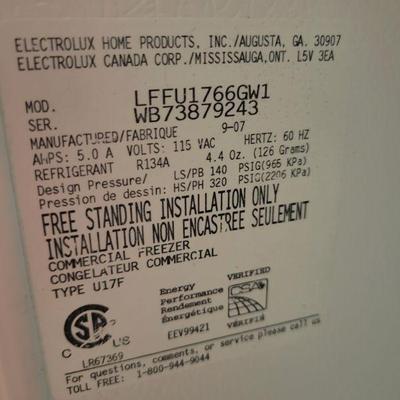 ELECTROLUX HOME PRODUCTS, INC./AUGUSTA, GA. 30907
ELECTROLUX CANADA CORP./MISSISSAUGA,ONT. L5V 3EA
MOD. LFFU1766GW1
SER. WB73879243
MANUFACTURED/FABRIQUE 9-07
AMPS: 5.0 A VOLTS: 115 VAC HERTZ: 60 HZ
REFRIGERANT R134A 4.4 Oz. (126 Grams)
Design Pressure/ LS/PB 140 PSIG(965 KPa)
Pression de dessin: HS/PH 320 PSIG(2206 KPa)
FREE STANDING INSTALLATION ONLY
INSTALLATION NON ENCASTREE SEULEMENT
COMMERCIAL FREEZER
CONGELATEUR COMMERCIAL
TYPE U17F
Energy VERIFIED
Performance
Rendement
Énergétique
CSA
VÉRIFIÉ
EEV99421
SA
C US
LR67369
For questions, comments, or service please call
TOLL FREE: 1-800-944-9044